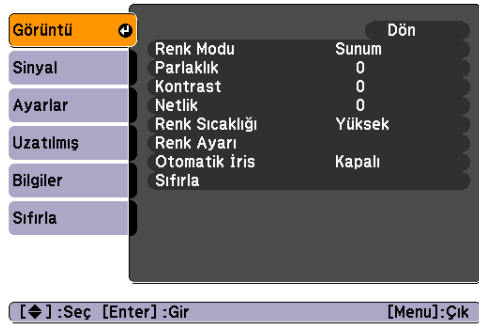 Görüntü
Sinyal
Ayarlar
Uzatılmış
Bilgiler
Sıfırla
Dön
Renk Modu Sunum
Parlaklık 0
Kontrast 0
Netlik 0
Renk Sıcaklığı Yüksek
Renk Ayarı
Otomatik İris Kapalı
Sıfırla
[◆] :Seç [Enter] :Gir [Menu]:Çık